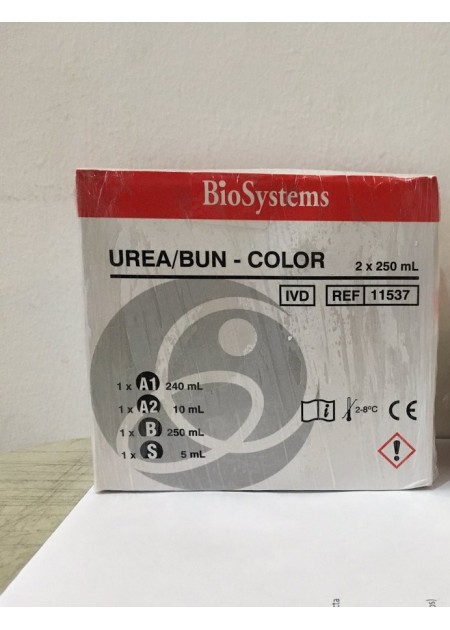 BioSystems
UREA/BUN - COLOR 2 x 250 mL
IVD REF 11537
1 x A1 240 mL
1 x A2 10 mL
1 x B 250 mL
1 x S 5 mL
i 2-8ºC CE
!